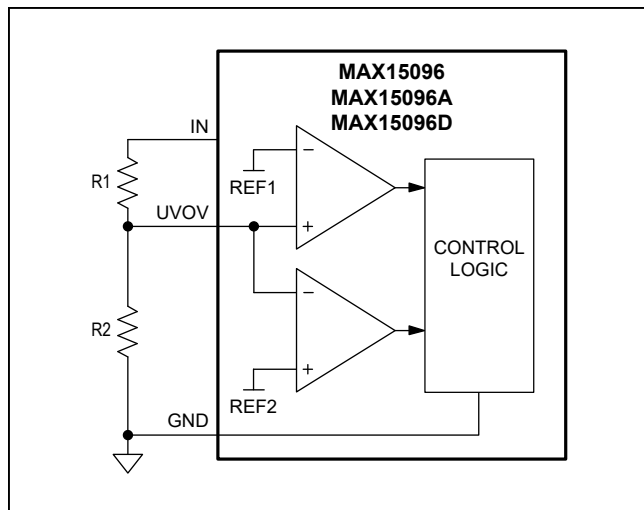 MAX15096
MAX15096A
MAX15096D
IN
−
REF1
R1
UVOV
+
CONTROL
LOGIC
−
R2
+
REF2
GND